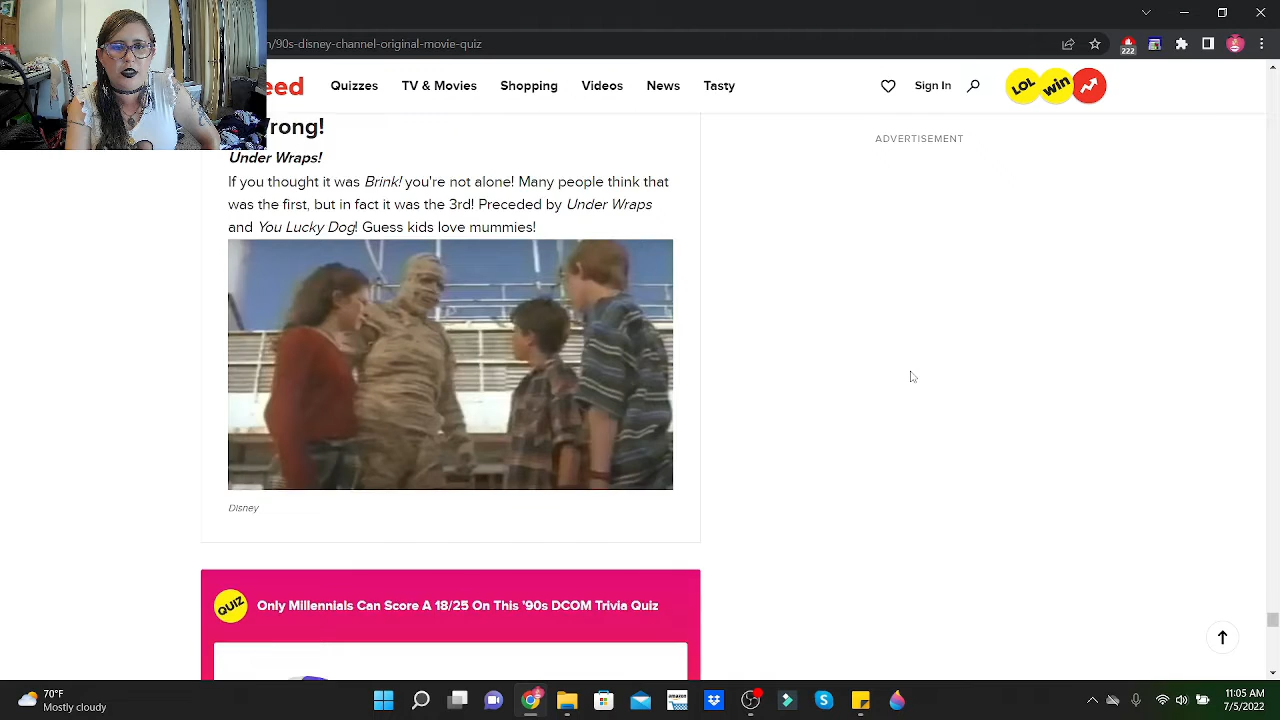 n/90s-disney-channel-original-movie-quiz
222
eed
Quizzes
TV & Movies
Shopping
Videos
News
Tasty
Sign In
LOL
win
Wrong!
ADVERTISEMENT
Under Wraps!
If you thought it was Brink! you're not alone! Many people think that
was the first, but in fact it was the 3rd! Preceded by Under Wraps
and You Lucky Dog! Guess kids love mummies!
Disney
QUIZ
Only Millennials Can Score A 18/25 On This '90s DCOM Trivia Quiz
70°F
Mostly cloudy
amazon
11:05 AM
7/5/2022